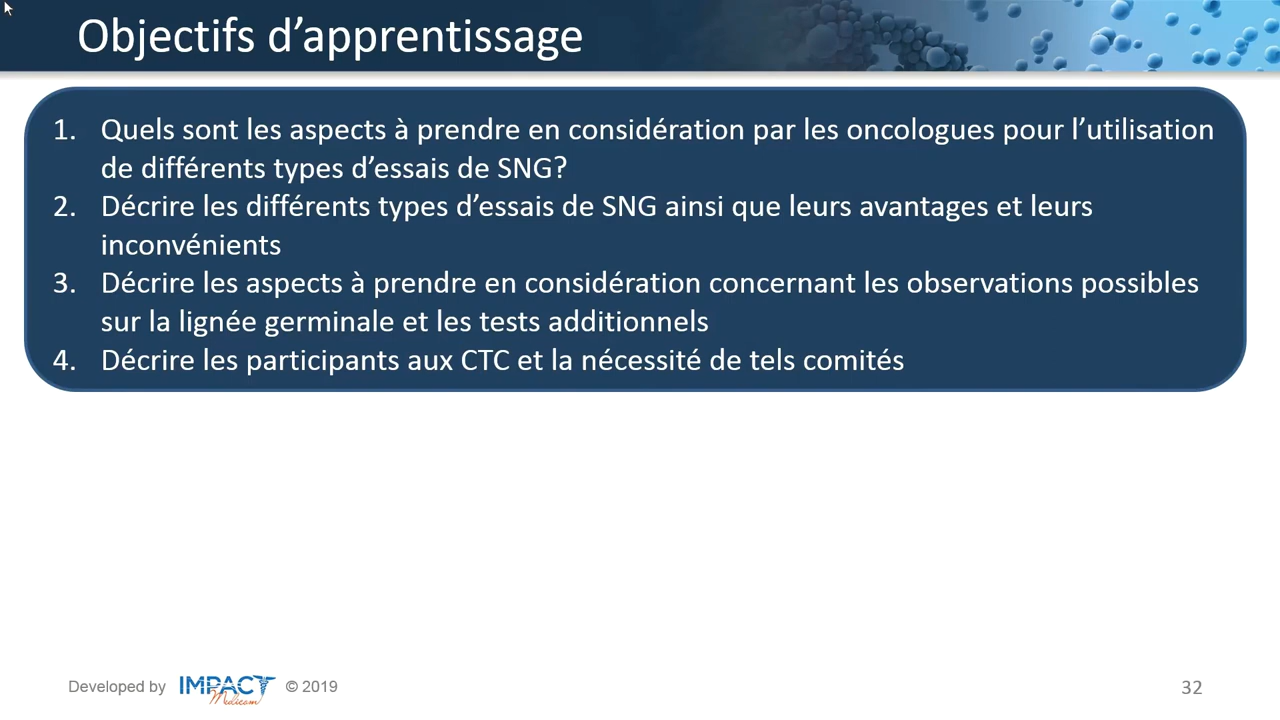 Objectifs d’apprentissage
1. Quels sont les aspects à prendre en considération par les oncologues pour l’utilisation
de différents types d’essais de SNG?
2. Décrire les différents types d’essais de SNG ainsi que leurs avantages et leurs
inconvénients
3. Décrire les aspects à prendre en considération concernant les observations possibles
sur la lignée germinale et les tests additionnels
4. Décrire les participants aux CTC et la nécessité de tels comités
Developed by IMPACT Medicom © 2019
32